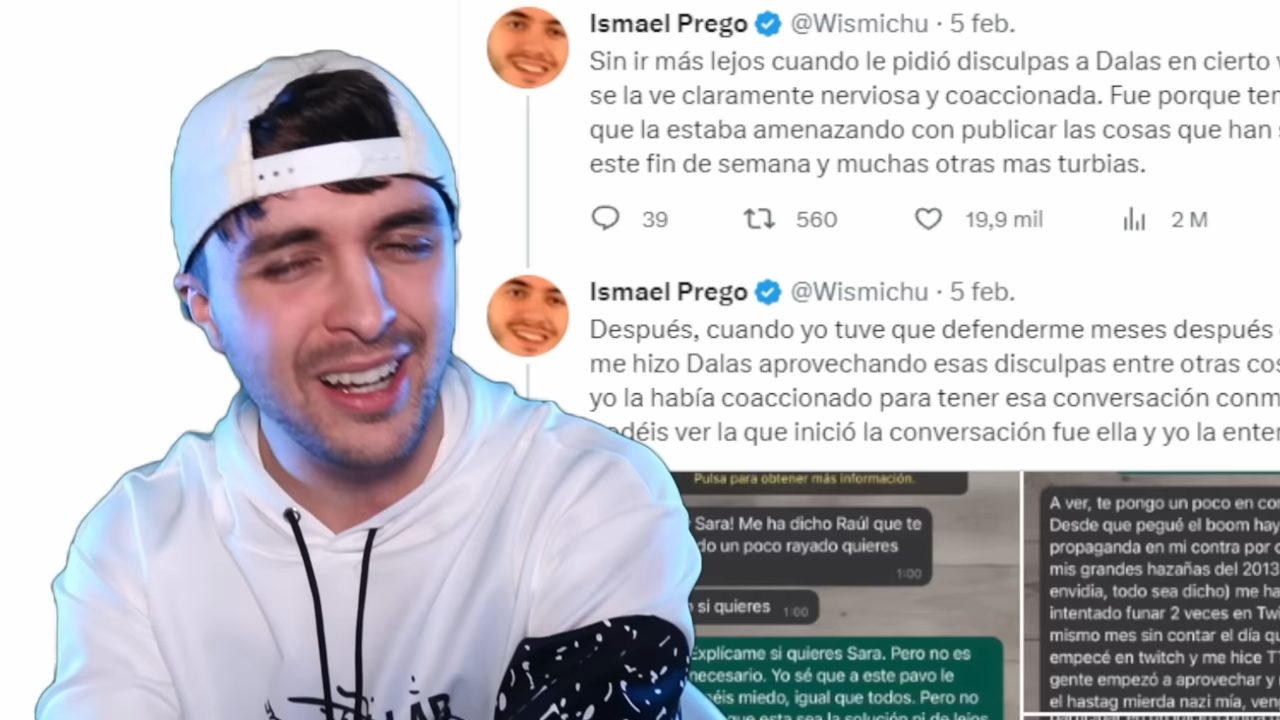 Ismael Prego @Wismichu · 5 feb.
Sin ir más lejos cuando le pidió disculpas a Dalas en cierto
se la ve claramente nerviosa y coaccionada. Fue porque
que la estaba amenazando con publicar las cosas que han
este fin de semana y muchas otras mas turbias.
39 560 19,9 mil 2 M
Ismael Prego @Wismichu · 5 feb.
Después, cuando yo tuve que defenderme meses después
me hizo Dalas aprovechando esas disculpas entre otras
yo la había coaccionado para tener esa conversación
ver la que inició la conversación fue ella y yo la
Pulsa para obtener más información.
Sara! Me ha dicho Raúl que te
un poco rayado quieres
1:00
si quieres 1:00
Explícame si quieres Sara. Pero no es
necesario. Yo sé que a este pavo le
miedo, igual que todos. Pero no
que esta sea la solución ni de lejos
A ver, te pongo un poco en
Desde que pegué el boom hay
propaganda en mi contra por
mis grandes hazañas del 2013
envidia, todo sea dicho) me
intentado funar 2 veces en
mismo mes sin contar el día
empecé en twitch y me hice
gente empezó a aprovechar y
el hastag mierda nazi mía,